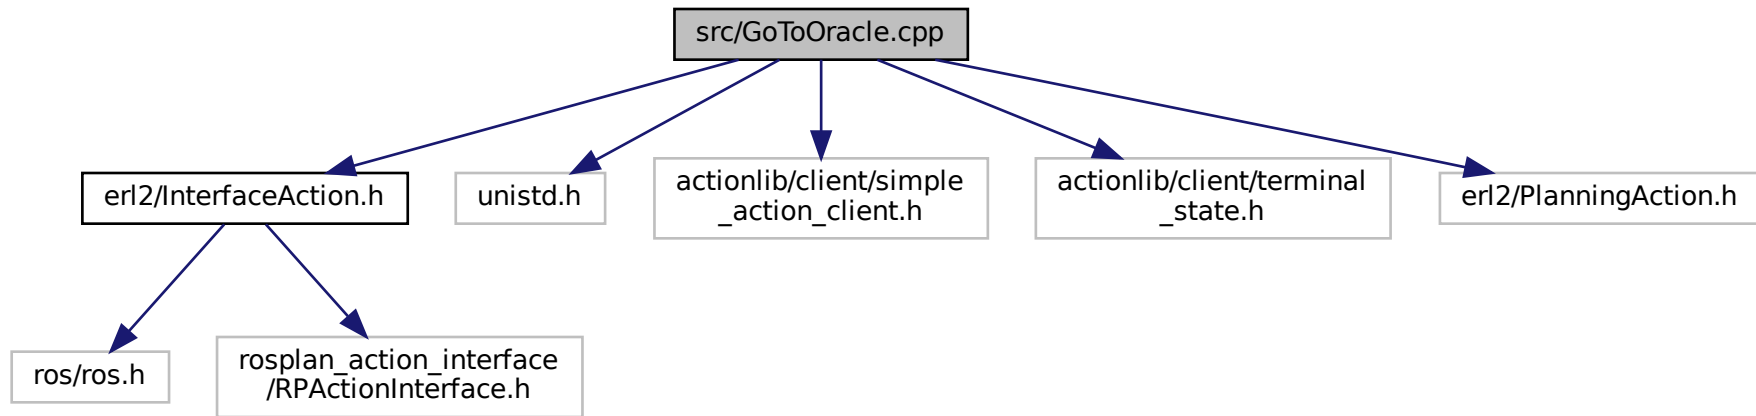 src/GoToOracle.cpp
erl2/InterfaceAction.h
unistd.h
actionlib/client/simple
_action_client.h
actionlib/client/terminal
_state.h
erl2/PlanningAction.h
ros/ros.h
rosplan_action_interface
/RPActionInterface.h